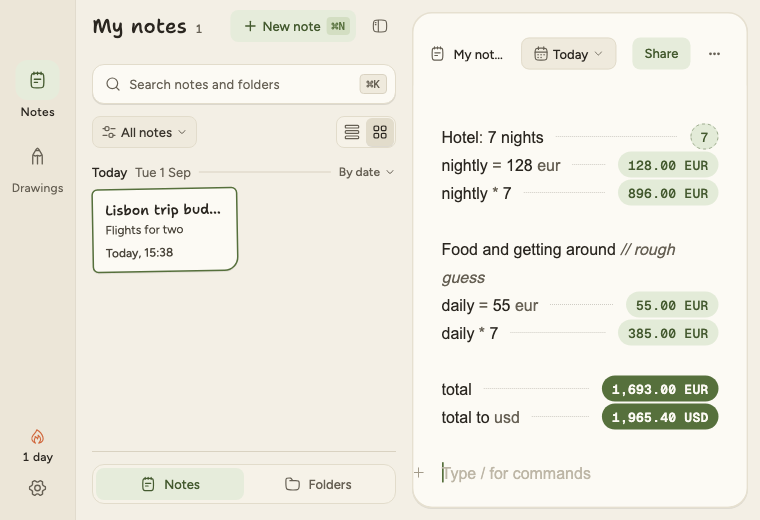 My notes 1
New note ⌘N
Notes
Drawings
1 day
Search notes and folders ⌘K
All notes
Today Tue 1 Sep By date
Lisbon trip bud...
Flights for two
Today, 15:38
Notes Folders
My not... Today Share
Hotel: 7 nights 7
nightly = 128 eur 128.00 EUR
nightly * 7 896.00 EUR
Food and getting around // rough
guess
daily = 55 eur 55.00 EUR
daily * 7 385.00 EUR
total 1,693.00 EUR
total to usd 1,965.40 USD
Type / for commands